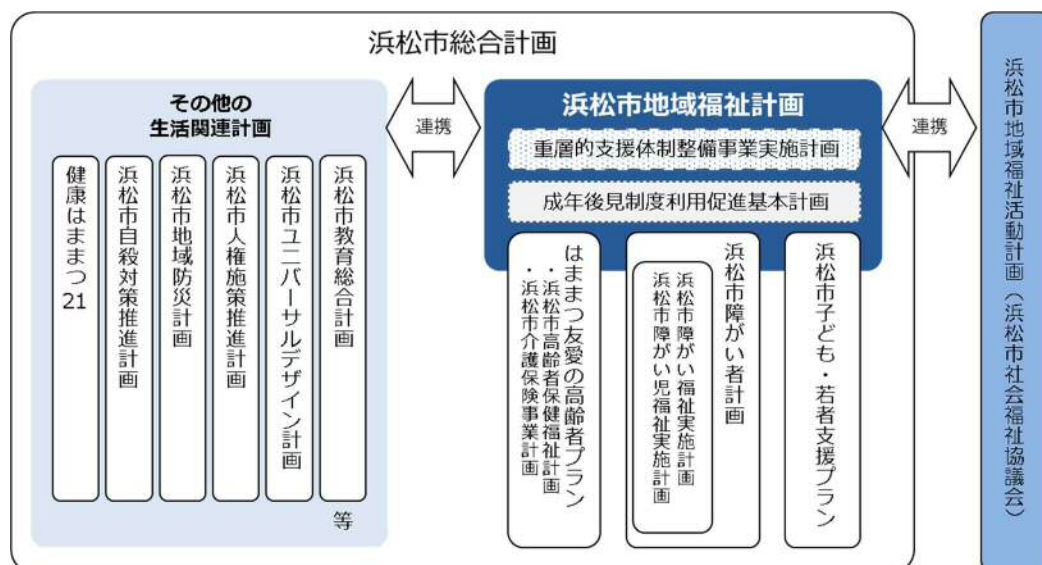 浜松市総合計画
その他の
生活関連計画
健康はままつ21
浜松市自殺対策推進計画
浜松市地域防災計画
浜松市人権施策推進計画
浜松市ユニバーサルデザイン計画
浜松市教育総合計画
等
連携
浜松市地域福祉計画
重層的支援体制整備事業実施計画
成年後見制度利用促進基本計画
はままつ友愛の高齢者プラン
・浜松市高齢者保健福祉計画
・浜松市介護保険事業計画
浜松市障がい者計画
浜松市障がい福祉実施計画
浜松市障がい児福祉実施計画
浜松市子ども・若者支援プラン
連携
浜松市地域福祉活動計画（浜松市社会福祉協議会）